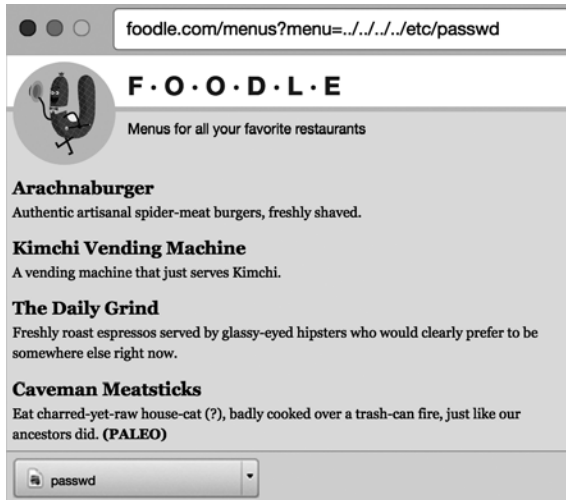 foodle.com/menus?menu=../../../../etc/passwd
F·O·O·D·L·E
Menus for all your favorite restaurants
Arachnaburger
Authentic artisanal spider-meat burgers, freshly shaved.
Kimchi Vending Machine
A vending machine that just serves Kimchi.
The Daily Grind
Freshly roast espressos served by glassy-eyed hipsters who would clearly prefer to be
somewhere else right now.
Caveman Meatsticks
Eat charred-yet-raw house-cat (?), badly cooked over a trash-can fire, just like our
ancestors did. (PALEO)
passwd